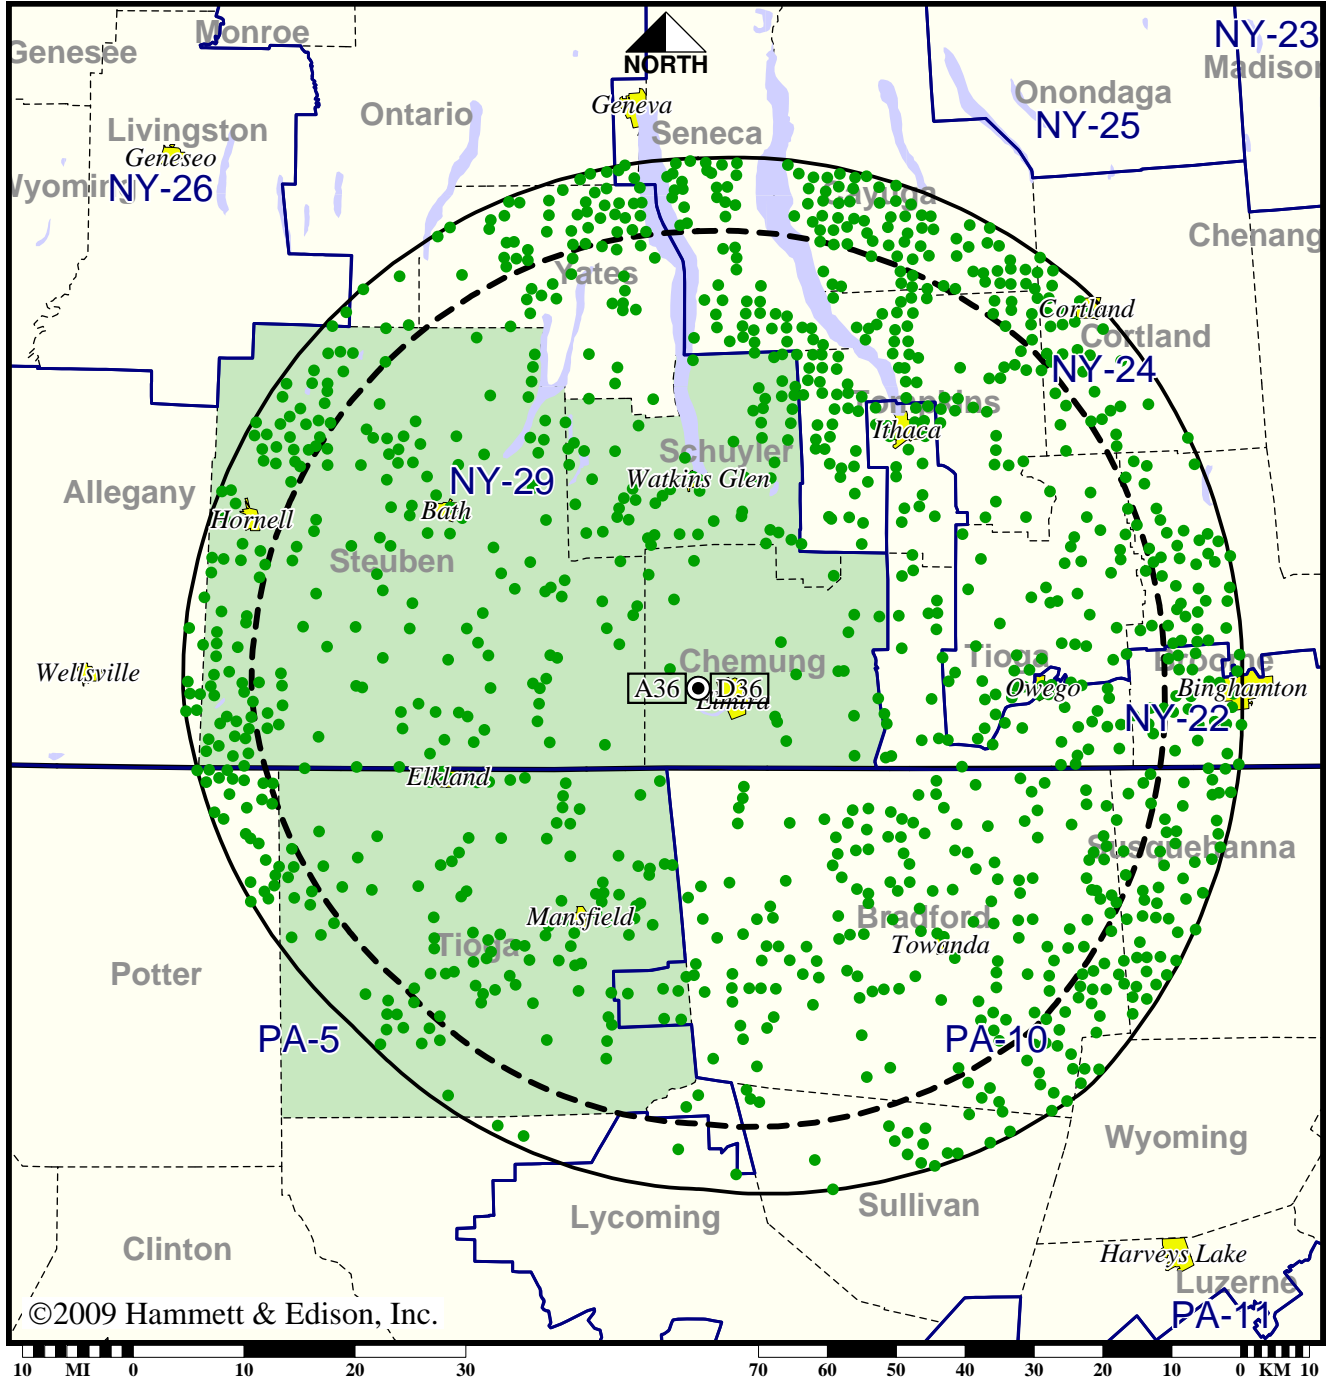 Monroe
NY-23
Genesee
Madison
NORTH
Geneva
Ontario
Onondaga
NY-25
Livingston
Seneca
Geneseo
Wyoming
NY-26
Cayuga
Chenang
Yates
Cortland
Cortland
NY-24
Tompkins
Ithaca
Schuyler
Watkins Glen
NY-29
Allegany
Hornell
Bath
Steuben
Chemung
Tioga
Broome
Wellsville
A36
D36
Elmira
Owego
Binghamton
NY-22
Elkland
Susquehanna
Mansfield
Bradford
Towanda
Tioga
Potter
PA-5
PA-10
Wyoming
Sullivan
Lycoming
Clinton
Harveys Lake
Luzerne
PA-11
©2009 Hammett & Edison, Inc.
10 MI 0 10 20 30
70 60 50 40 30 20 10 0 KM 10